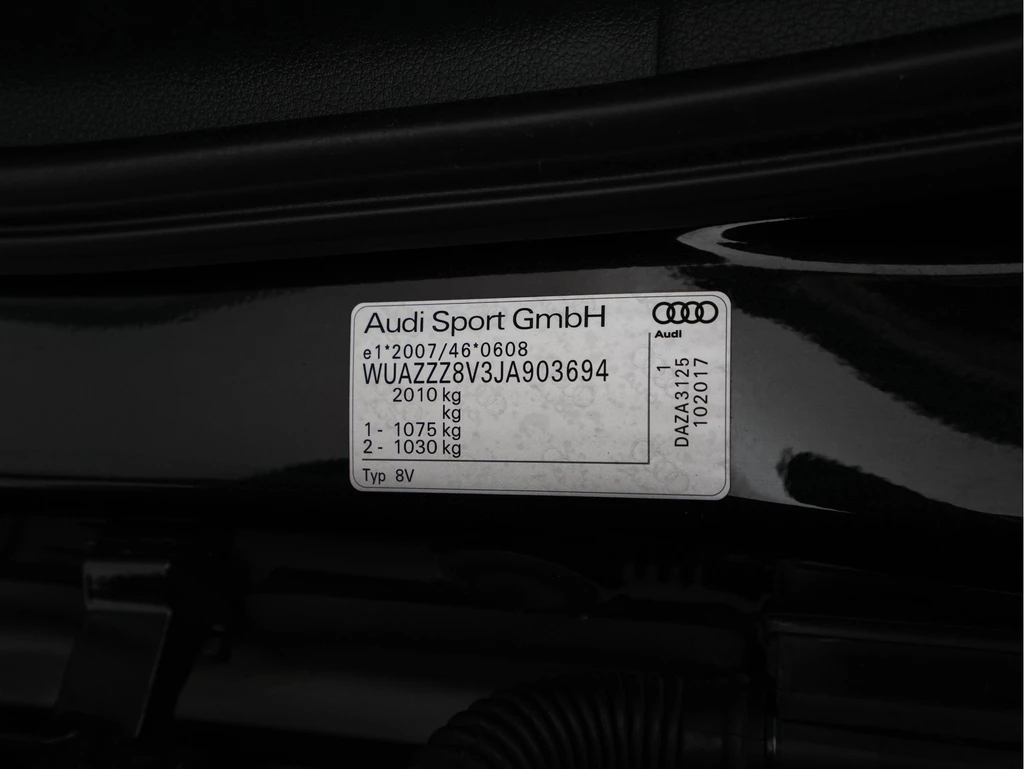 Audi Sport GmbH
Audi
e1*2007/46*0608
WUAZZZ8V3JA903694
2010 kg
kg
1 - 1075 kg
2 - 1030 kg
Typ 8V
1
DAZA3125
102017